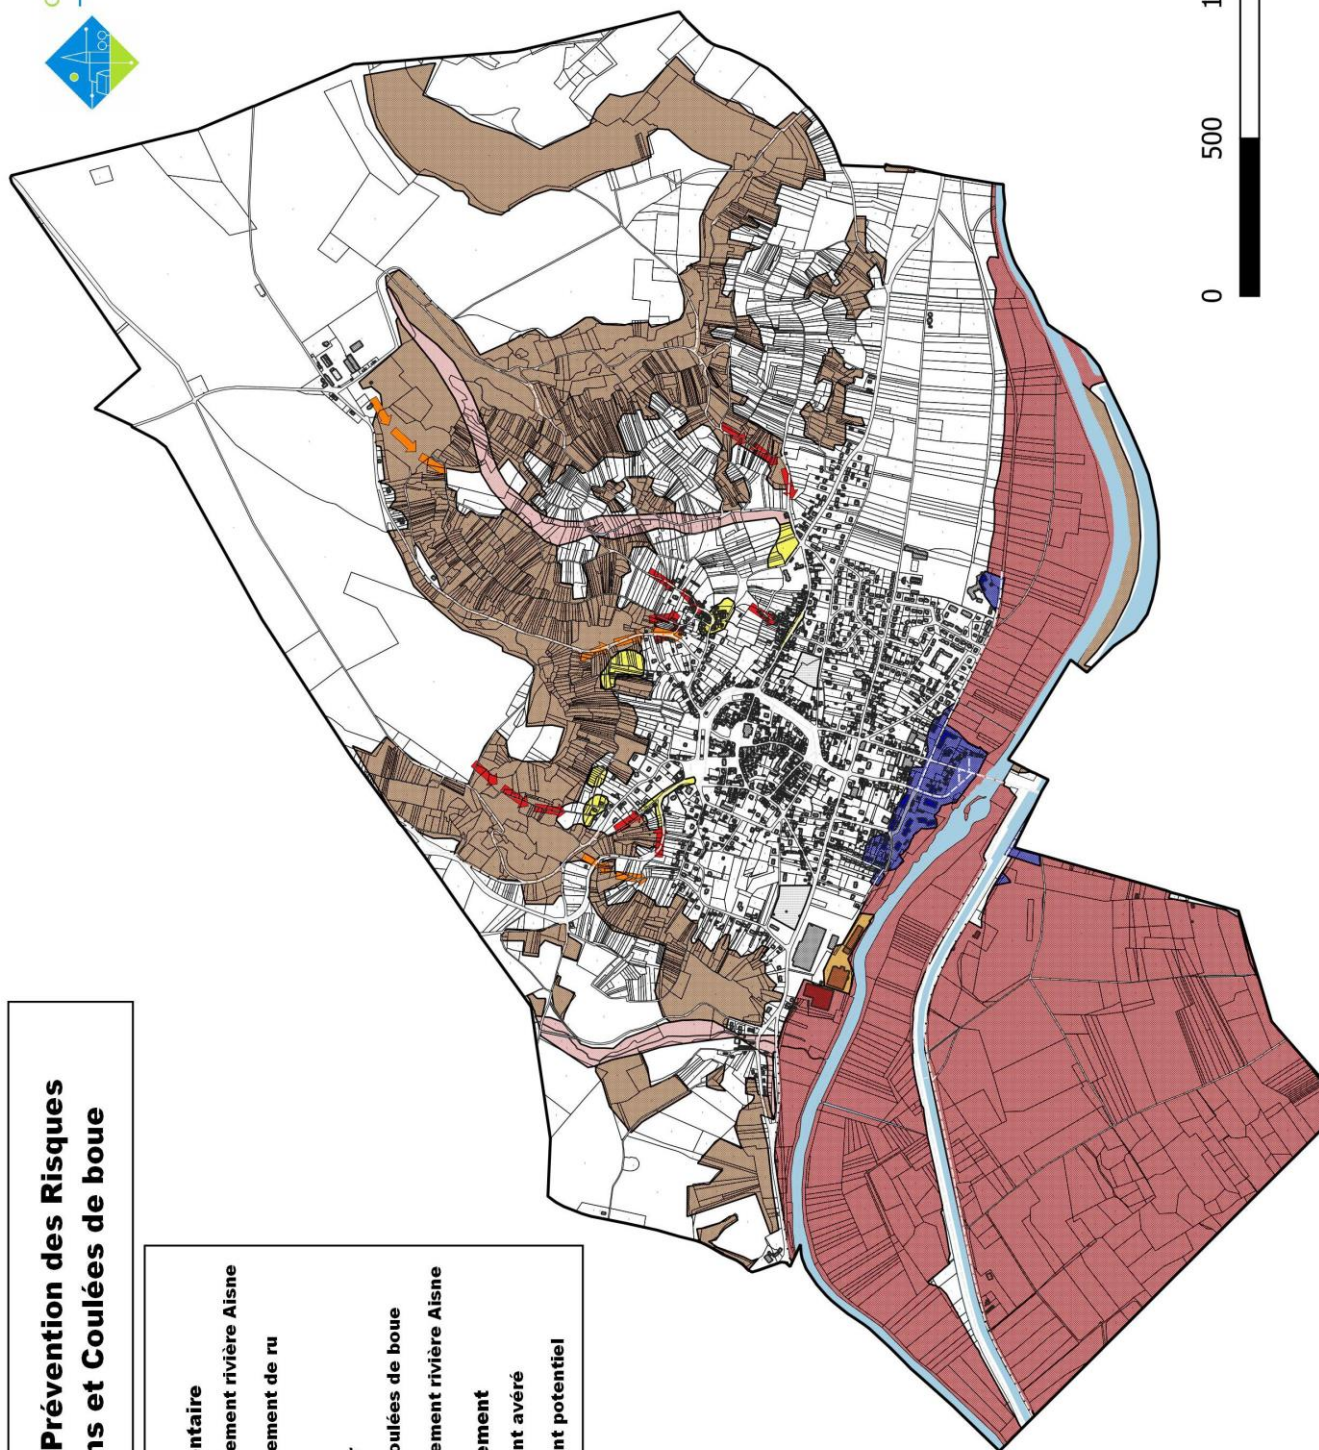 Prévention des Risques
ns et Coulées de boue
ntaire
ement rivière Aisne
ement de ru
oulées de boue
ement rivière Aisne
ement
nt avéré
nt potentiel
0 500